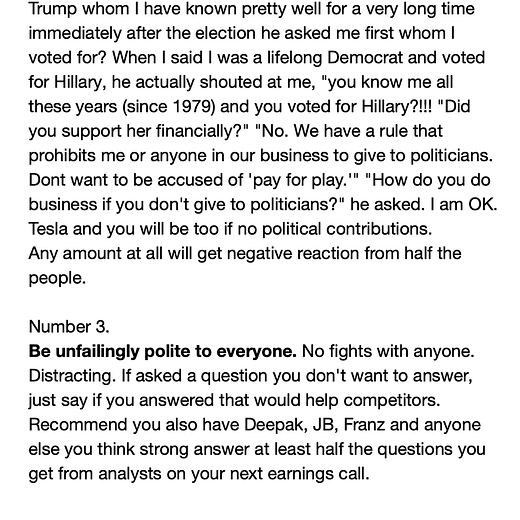 Trump whom I have known pretty well for a very long time
immediately after the election he asked me first whom I
voted for? When I said I was a lifelong Democrat and voted
for Hillary, he actually shouted at me, "you know me all
these years (since 1979) and you voted for Hillary?!!! "Did
you support her financially?" "No. We have a rule that
prohibits me or anyone in our business to give to politicians.
Dont want to be accused of 'pay for play.'" "How do you do
business if you don't give to politicians?" he asked. I am OK.
Tesla and you will be too if no political contributions.
Any amount at all will get negative reaction from half the
people.
Number 3.
Be unfailingly polite to everyone. No fights with anyone.
Distracting. If asked a question you don't want to answer,
just say if you answered that would help competitors.
Recommend you also have Deepak, JB, Franz and anyone
else you think strong answer at least half the questions you
get from analysts on your next earnings call.